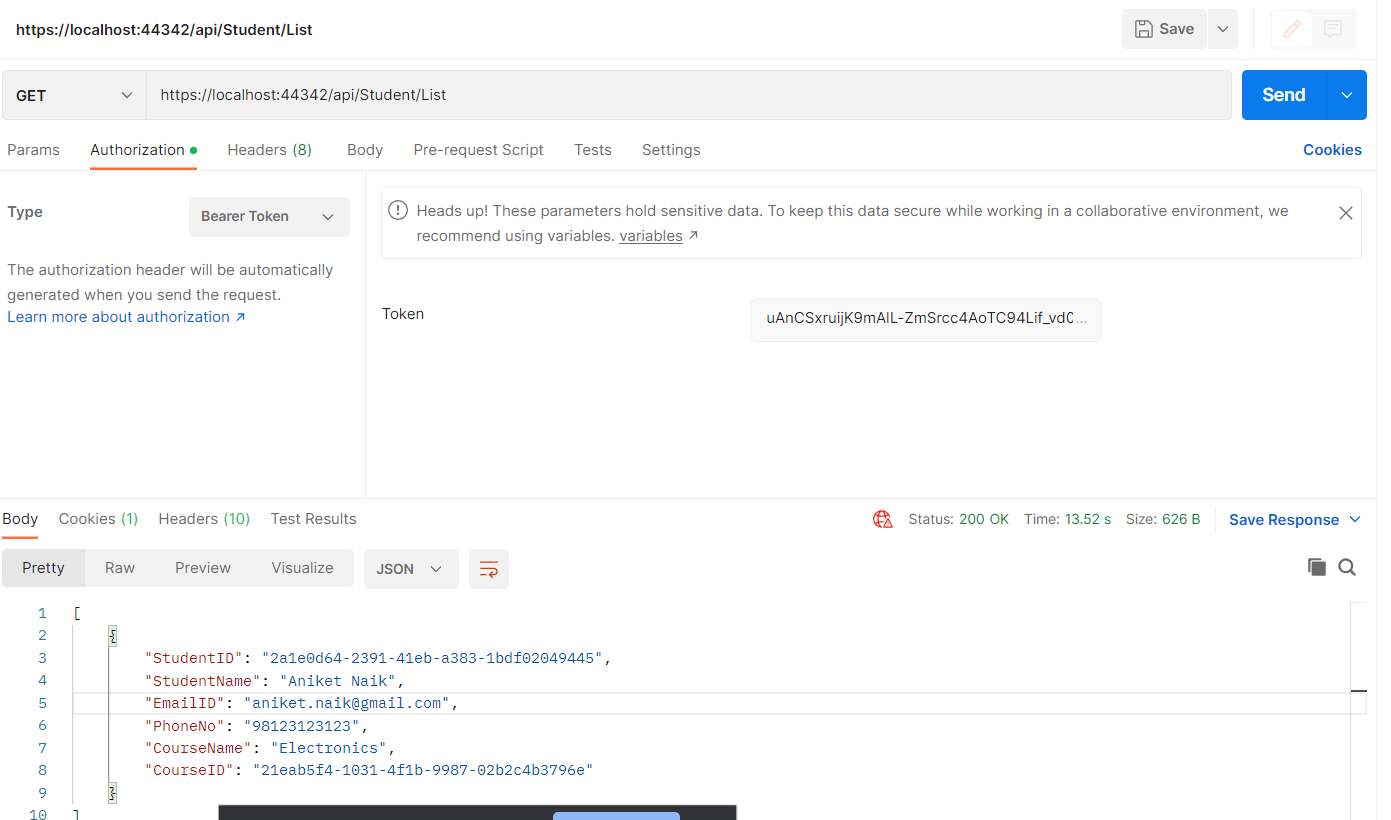 https://localhost:44342/api/Student/List
Save
GET
https://localhost:44342/api/Student/List
Send
Params Authorization Headers (8) Body Pre-request Script Tests Settings Cookies
Type
Bearer Token
The authorization header will be automatically
generated when you send the request.
Learn more about authorization ↗
Heads up! These parameters hold sensitive data. To keep this data secure while working in a collaborative environment, we
recommend using variables. variables ↗
Token
uAnCSxruijK9mAIL-ZmSrcc4AoTC94Lif_vdC...
Body Cookies (1) Headers (10) Test Results Status: 200 OK Time: 13.52 s Size: 626 B Save Response
Pretty Raw Preview Visualize JSON
1 [
2 {
3 "StudentID": "2a1e0d64-2391-41eb-a383-1bdf02049445",
4 "StudentName": "Aniket Naik",
5 "EmailID": "aniket.naik@gmail.com",
6 "PhoneNo": "98123123123",
7 "CourseName": "Electronics",
8 "CourseID": "21eab5f4-1031-4f1b-9987-02b2c4b3796e"
9 }
10 ]